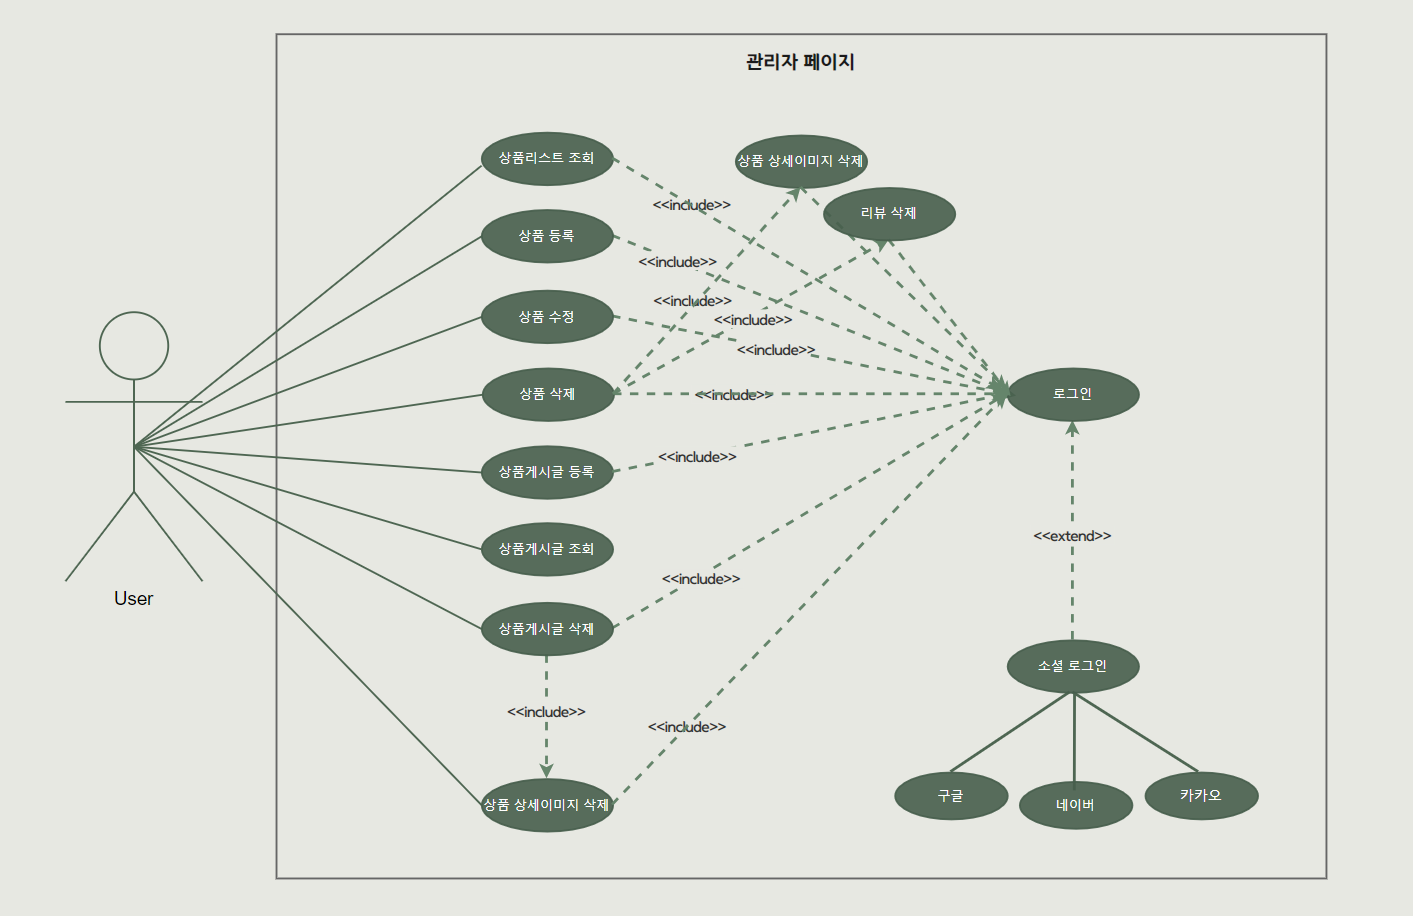 관리자 페이지
상품리스트 조회
상품 상세이미지 삭제
<<include>>
리뷰 삭제
상품 등록
<<include>>
<<include>>
상품 수정
<<include>>
<<include>>
상품 삭제
<<include>>
로그인
<<include>>
상품게시글 등록
<<extend>>
상품게시글 조회
<<include>>
User
상품게시글 삭제
소셜 로그인
<<include>>
<<include>>
상품 상세이미지 삭제
구글
네이버
카카오